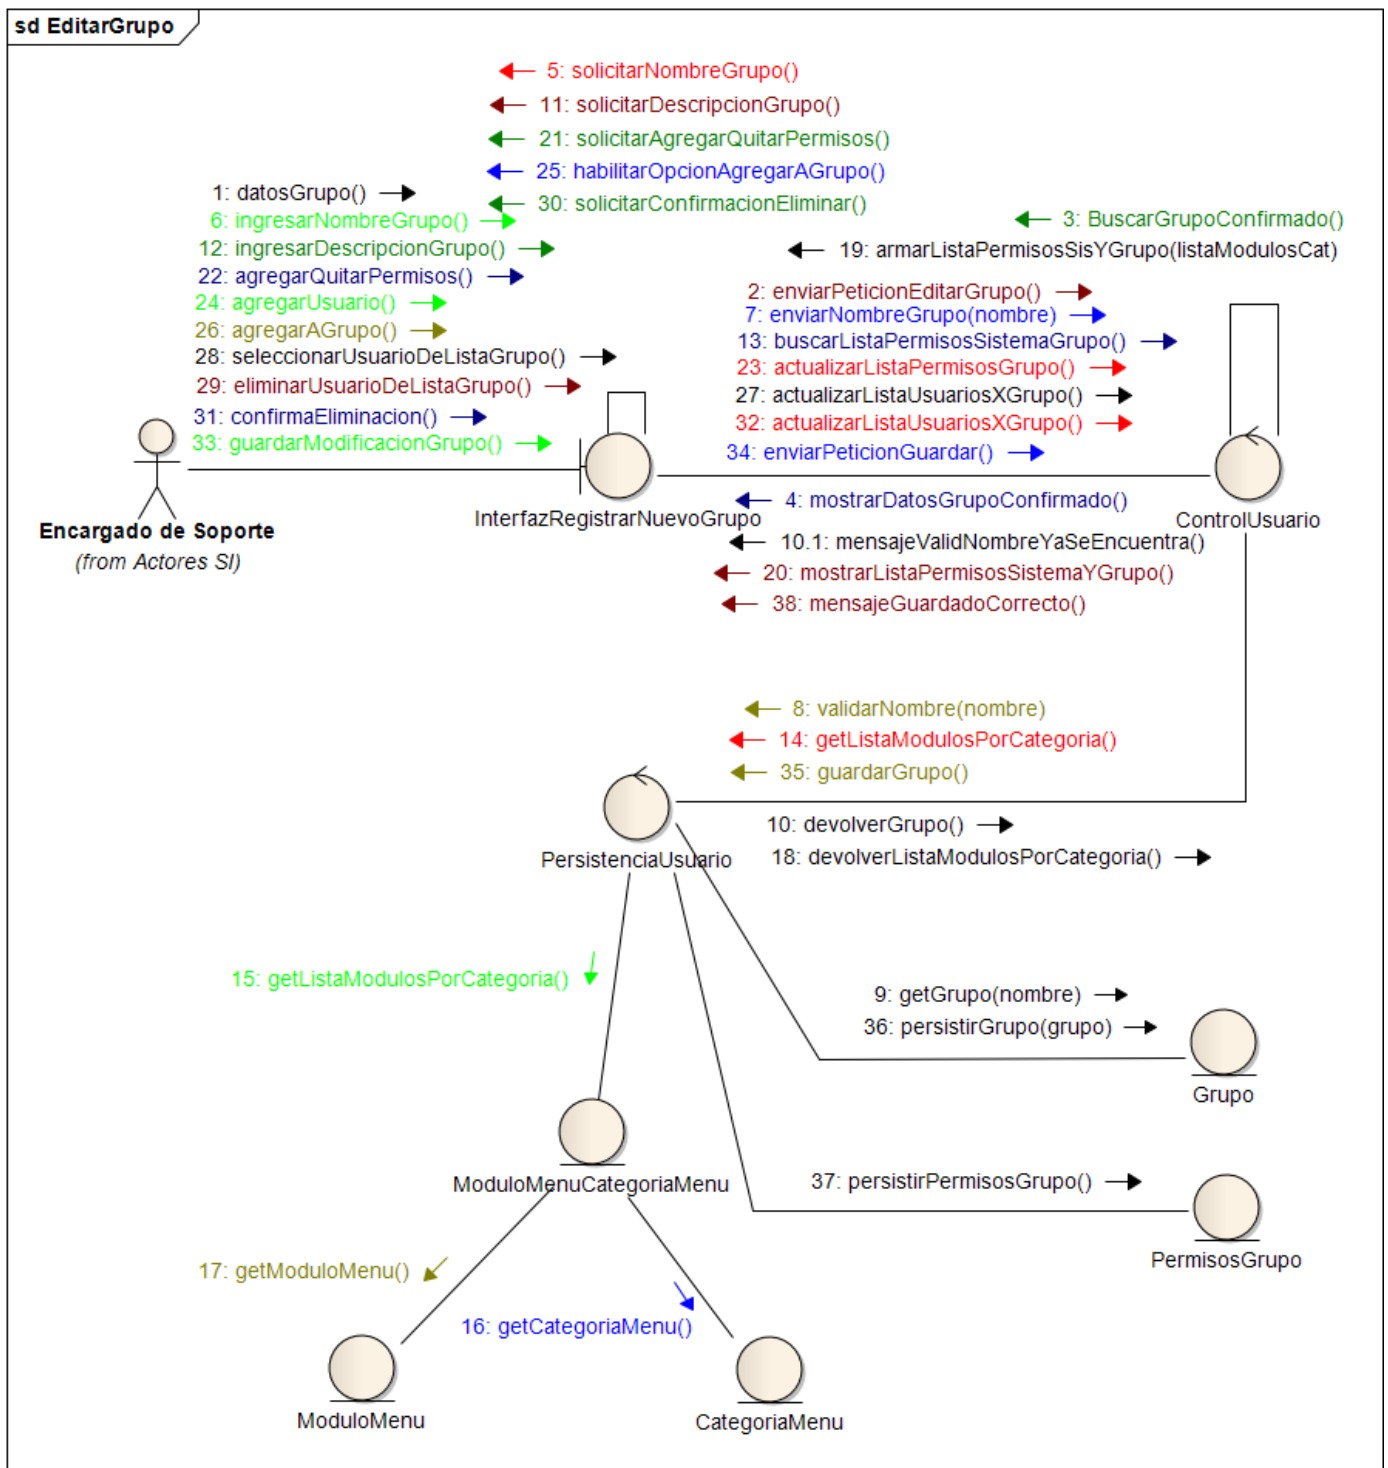 sd EditarGrupo
5: solicitarNombreGrupo()
11: solicitarDescripcionGrupo()
21: solicitarAgregarQuitarPermisos()
25: habilitarOpcionAgregarAGrupo()
30: solicitarConfirmacionEliminar()
1: datosGrupo()
6: ingresarNombreGrupo()
12: ingresarDescripcionGrupo()
22: agregarQuitarPermisos()
24: agregarUsuario()
26: agregarAGrupo()
28: seleccionarUsuarioDeListaGrupo()
29: eliminarUsuarioDeListaGrupo()
31: confirmaEliminacion()
33: guardarModificacionGrupo()
3: BuscarGrupoConfirmado()
19: armarListaPermisosSisYGrupo(listaModulosCat)
2: enviarPeticionEditarGrupo()
7: enviarNombreGrupo(nombre)
13: buscarListaPermisosSistemaGrupo()
23: actualizarListaPermisosGrupo()
27: actualizarListaUsuariosXGrupo()
32: actualizarListaUsuariosXGrupo()
34: enviarPeticionGuardar()
Encargado de Soporte
(from Actores SI)
InterfazRegistrarNuevoGrupo
ControlUsuario
4: mostrarDatosGrupoConfirmado()
10.1: mensajeValidNombreYaSeEncuentra()
20: mostrarListaPermisosSistemaYGrupo()
38: mensajeGuardadoCorrecto()
8: validarNombre(nombre)
14: getListaModulosPorCategoria()
35: guardarGrupo()
PersistenciaUsuario
10: devolverGrupo()
18: devolverListaModulosPorCategoria()
15: getListaModulosPorCategoria()
9: getGrupo(nombre)
36: persistirGrupo(grupo)
Grupo
ModuloMenuCategoriaMenu
37: persistirPermisosGrupo()
PermisosGrupo
17: getModuloMenu()
16: getCategoriaMenu()
ModuloMenu
CategoriaMenu